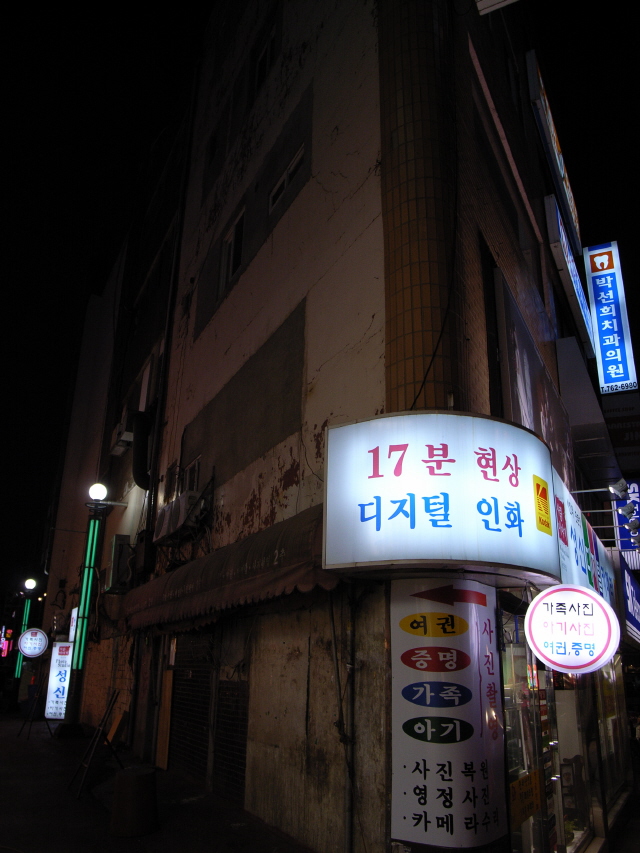 박선희치과의원
T.762-6980
17분 현상
디지털 인화
가족사진
아기사진
여권,증명
여권
증명
가족
아기
사진촬영
·사진복원
·영정사진
·카메라수리
성신